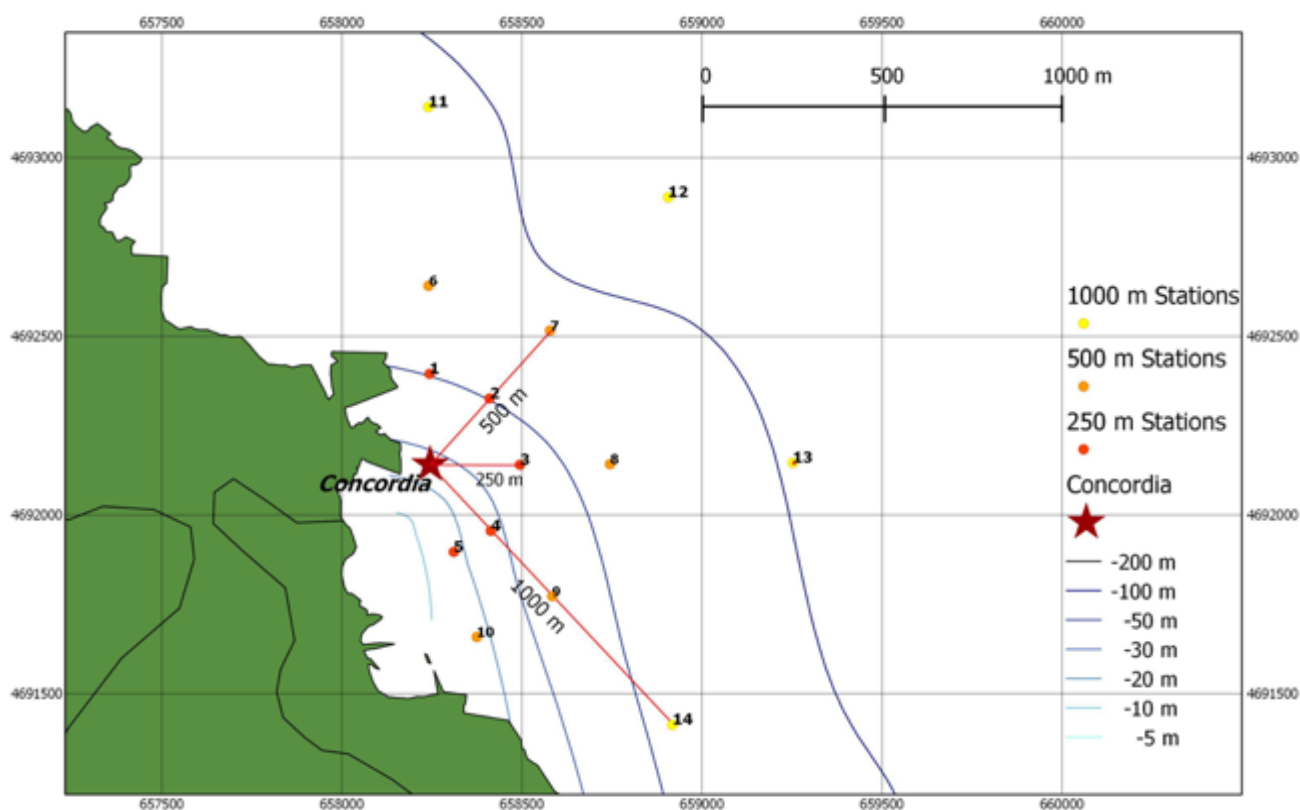 657500 658000 658500 659000 659500 660000
0 500 1000 m
11
4693000 4693000
12
6
1000 m Stations
7
4692500 4692500
500 m Stations
1
2
500 m
250 m Stations
3 8 13
250 m
Concordia
Concordia
4692000 4692000
4
5
-200 m
9
-100 m
1000 m
-50 m
10
-30 m
-20 m
4691500 4691500
-10 m
14
-5 m
657500 658000 658500 659000 659500 660000